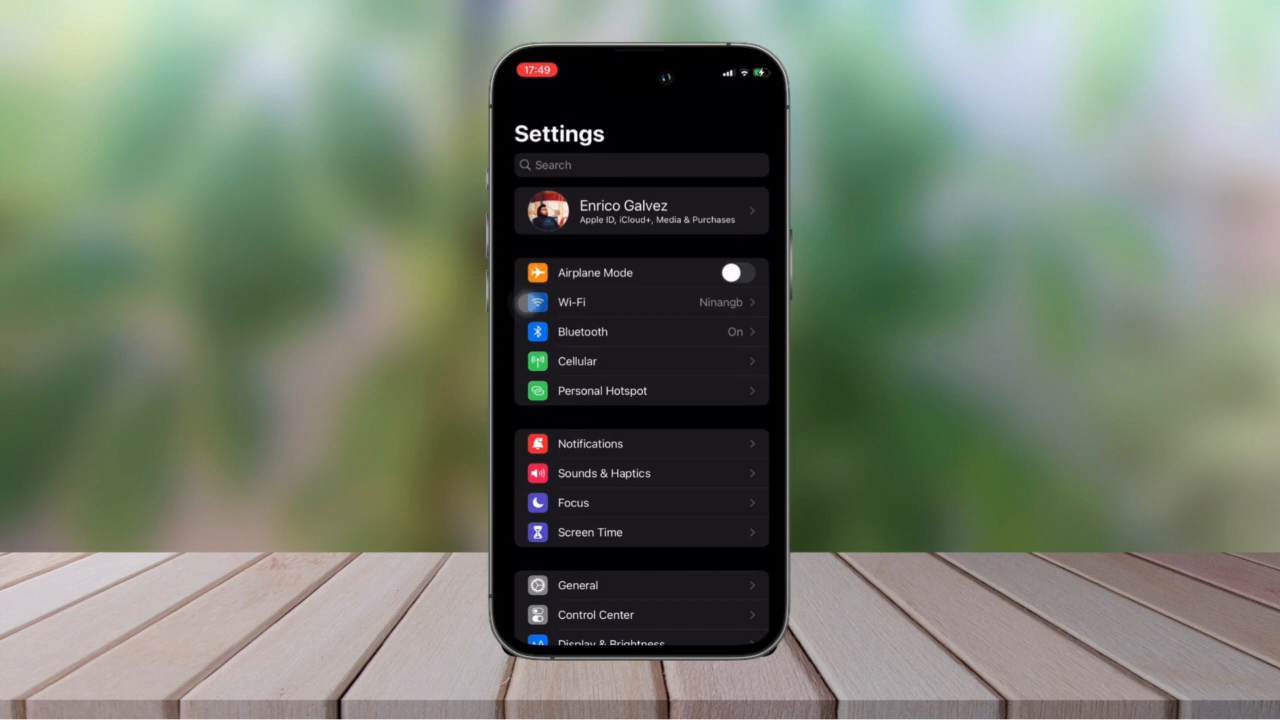 17:49
Settings
Search
Enrico Galvez
Apple ID, iCloud+, Media & Purchases
Airplane Mode
Wi-Fi Ninangb
Bluetooth On
Cellular
Personal Hotspot
Notifications
Sounds & Haptics
Focus
Screen Time
General
Control Center
Display & Brightness